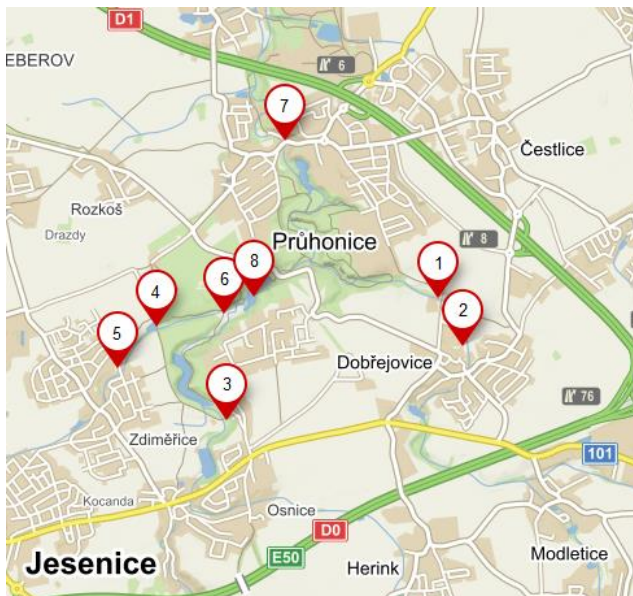 D1
EBEROV
6
7
Čestlice
Rozkoš
Drazdy
Průhonice
8
8
1
6
4
2
5
Dobřejovice
3
76
Zdiměřice
101
Kocanda
Osnice
D0
Modletice
E50
Jesenice
Herink